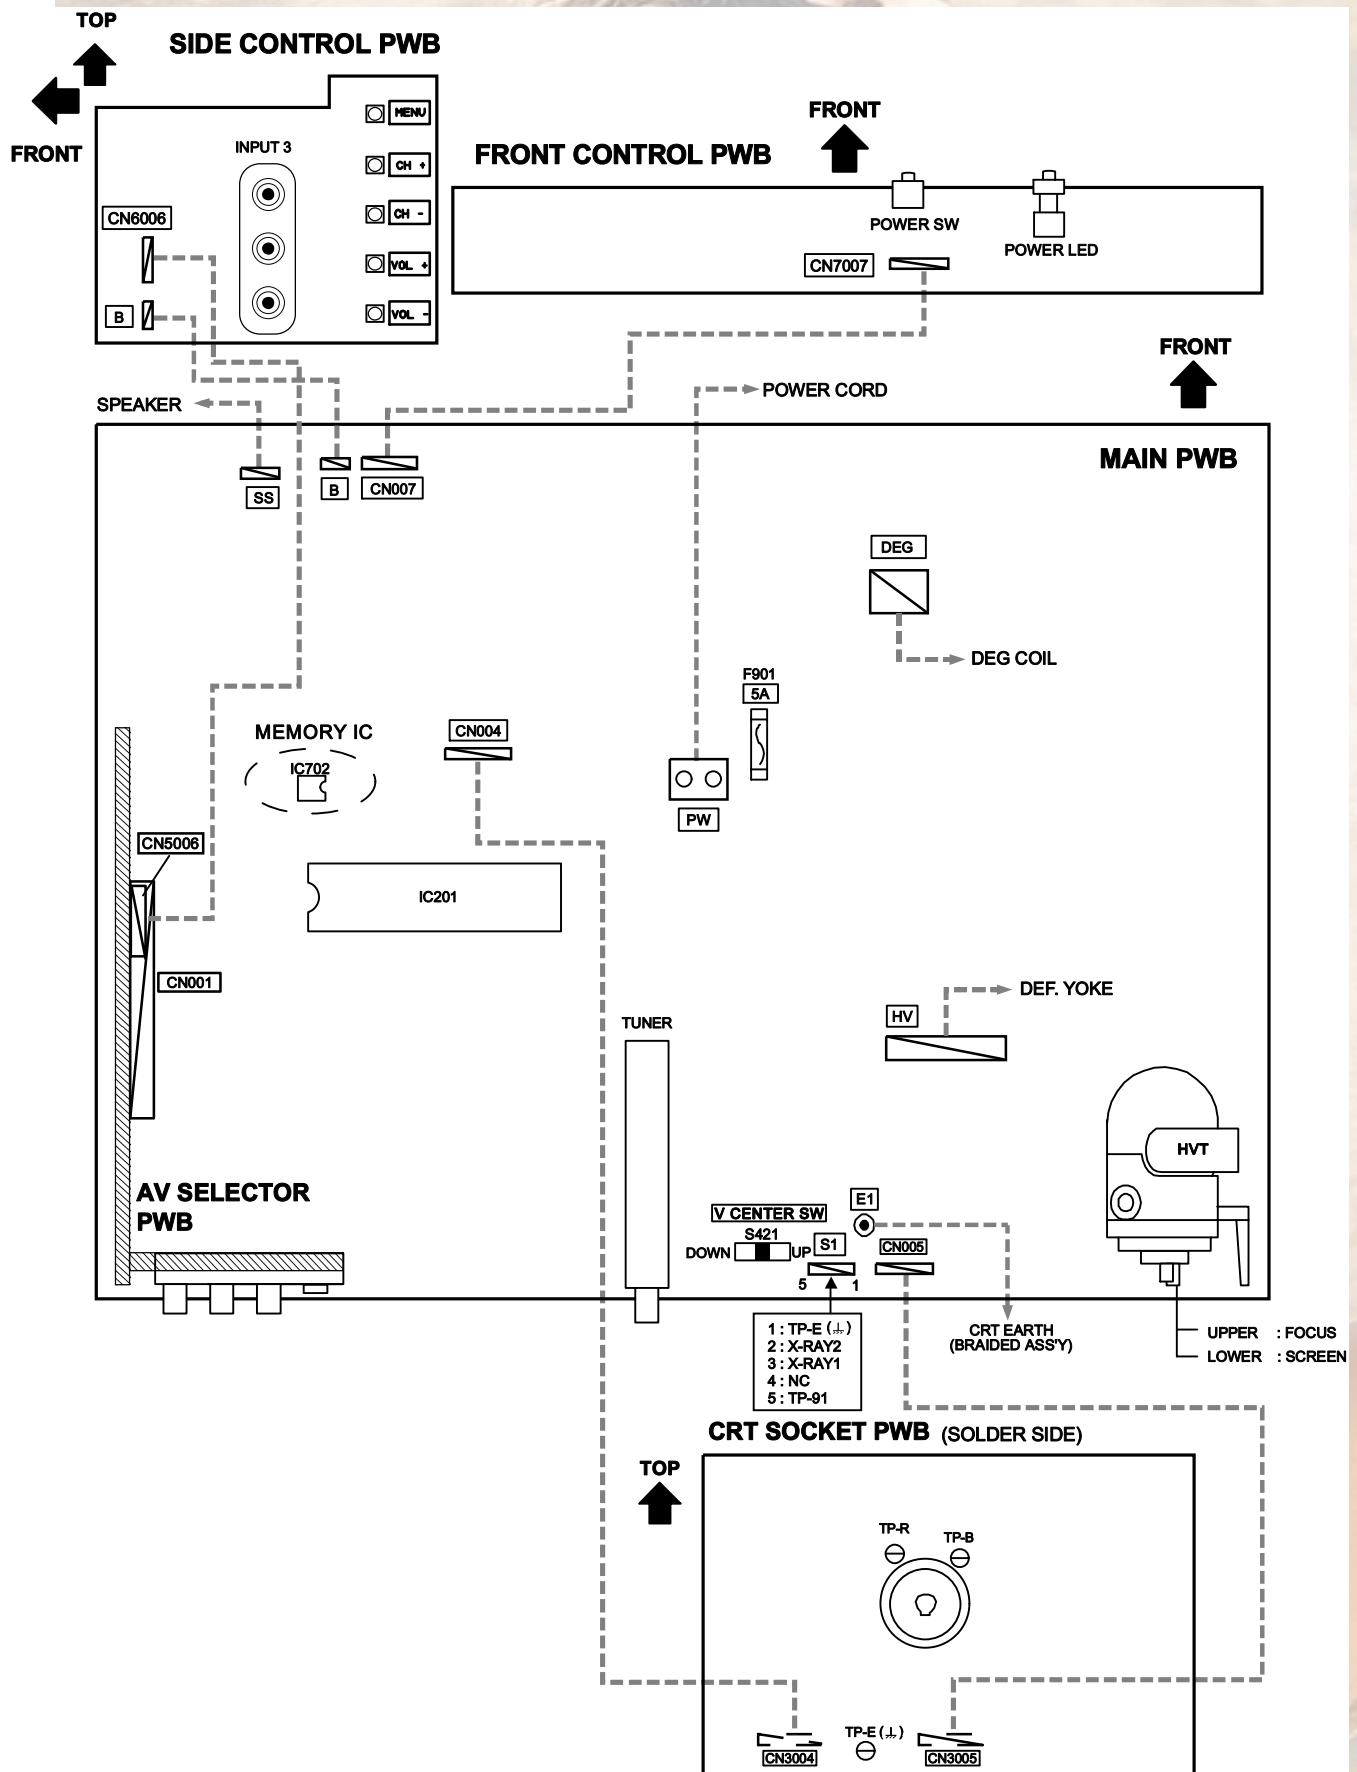 TOP
SIDE CONTROL PWB
FRONT
MENU
INPUT 3
CH +
CN6006
CH -
VOL +
B
VOL -
FRONT
FRONT CONTROL PWB
POWER SW
POWER LED
CN7007
FRONT
SPEAKER
POWER CORD
MAIN PWB
SS
B
CN007
DEG
DEG COIL
F901
5A
MEMORY IC
IC702
CN004
PW
CN5006
IC201
CN001
DEF. YOKE
HV
TUNER
HVT
AV SELECTOR
PWB
V CENTER SW
S421
DOWN
UP
S1
E1
CN005
5
1
1 : TP-E (⏚)
2 : X-RAY2
3 : X-RAY1
4 : NC
5 : TP-91
CRT EARTH
(BRAIDED ASS'Y)
UPPER : FOCUS
LOWER : SCREEN
CRT SOCKET PWB (SOLDER SIDE)
TOP
TP-R
TP-B
TP-E (⏚)
CN3004
CN3005